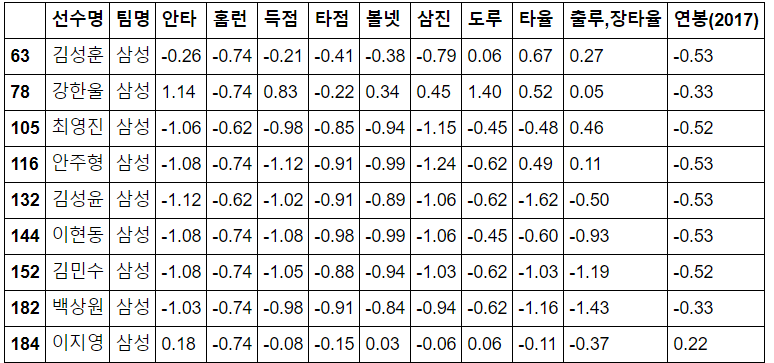 선수명 팀명 안타 홈런 득점 타점 볼넷 삼진 도루 타율 출루,장타율 연봉(2017)
63 김성훈 삼성 -0.26 -0.74 -0.21 -0.41 -0.38 -0.79 0.06 0.67 0.27 -0.53
78 강한울 삼성 1.14 -0.74 0.83 -0.22 0.34 0.45 1.40 0.52 0.05 -0.33
105 최영진 삼성 -1.06 -0.62 -0.98 -0.85 -0.94 -1.15 -0.45 -0.48 0.46 -0.52
116 안주형 삼성 -1.08 -0.74 -1.12 -0.91 -0.99 -1.24 -0.62 0.49 0.11 -0.53
132 김성윤 삼성 -1.12 -0.62 -1.02 -0.91 -0.89 -1.06 -0.62 -1.62 -0.50 -0.53
144 이현동 삼성 -1.08 -0.74 -1.08 -0.98 -0.99 -1.06 -0.45 -0.60 -0.93 -0.53
152 김민수 삼성 -1.08 -0.74 -1.05 -0.88 -0.94 -1.03 -0.62 -1.03 -1.19 -0.52
182 백상원 삼성 -1.03 -0.74 -0.98 -0.91 -0.84 -0.94 -0.62 -1.16 -1.43 -0.33
184 이지영 삼성 0.18 -0.74 -0.08 -0.15 0.03 -0.06 0.06 -0.11 -0.37 0.22